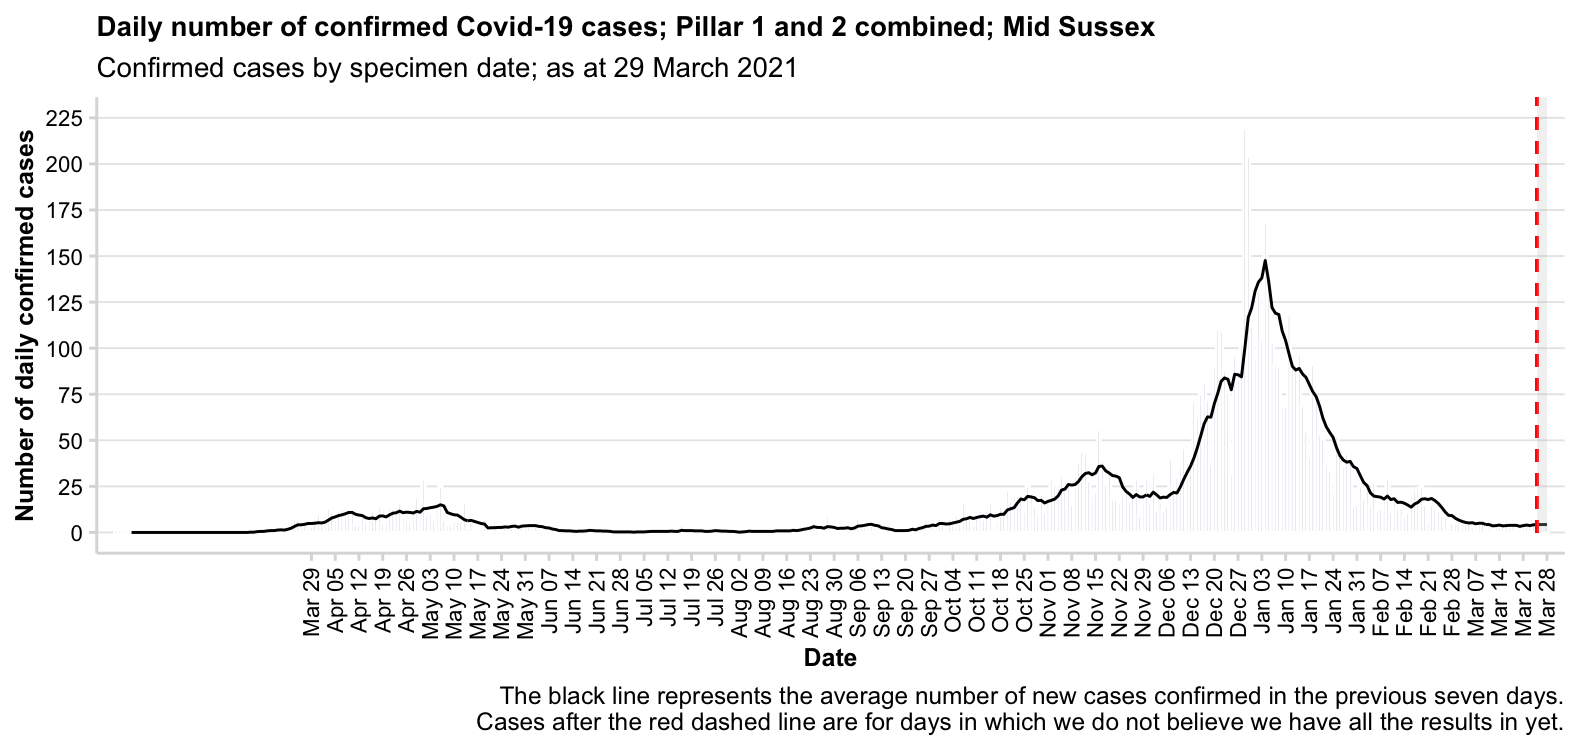 Daily number of confirmed Covid-19 cases; Pillar 1 and 2 combined; Mid Sussex
Confirmed cases by specimen date; as at 29 March 2021
Number of daily confirmed cases
225
200
175
150
125
100
75
50
25
0
Mar 29
Apr 05
Apr 12
Apr 19
Apr 26
May 03
May 10
May 17
May 24
May 31
Jun 07
Jun 14
Jun 21
Jun 28
Jul 05
Jul 12
Jul 19
Jul 26
Aug 02
Aug 09
Aug 16
Aug 23
Aug 30
Sep 06
Sep 13
Sep 20
Sep 27
Oct 04
Oct 11
Oct 18
Oct 25
Nov 01
Nov 08
Nov 15
Nov 22
Nov 29
Dec 06
Dec 13
Dec 20
Dec 27
Jan 03
Jan 10
Jan 17
Jan 24
Jan 31
Feb 07
Feb 14
Feb 21
Feb 28
Mar 07
Mar 14
Mar 21
Mar 28
Date
The black line represents the average number of new cases confirmed in the previous seven days.
Cases after the red dashed line are for days in which we do not believe we have all the results in yet.